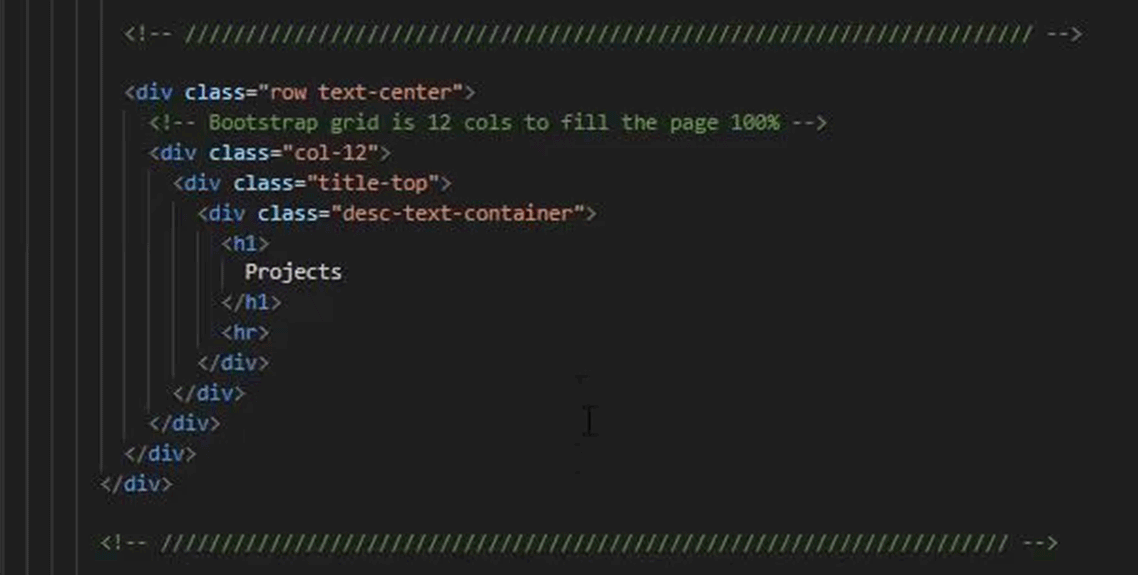 <!-- ////////////////////////////////////////////////////////////////////// -->
<div class="row text-center">
<!-- Bootstrap grid is 12 cols to fill the page 100% -->
<div class="col-12">
<div class="title-top">
<div class="desc-text-container">
<h1>
Projects
</h1>
<hr>
</div>
</div>
</div>
</div>
</div>
<!-- ////////////////////////////////////////////////////////////////////// -->